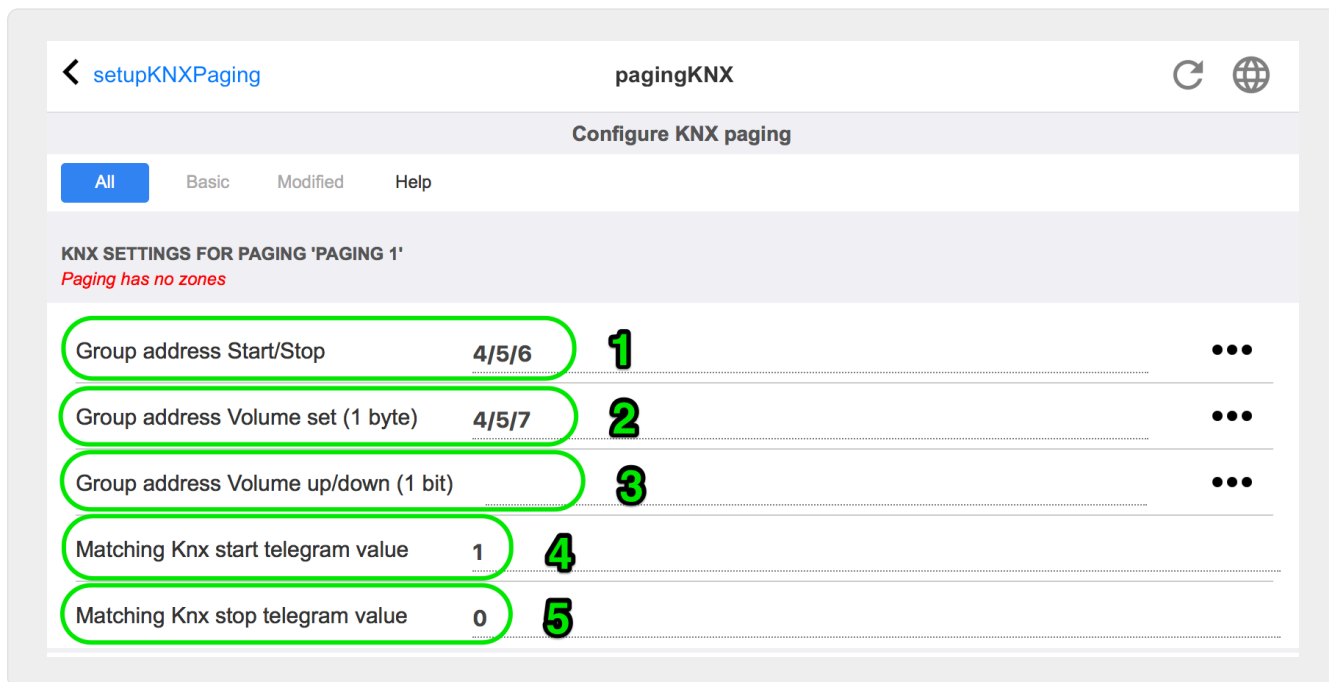 setupKNXPaging pagingKNX
Configure KNX paging
All Basic Modified Help
KNX SETTINGS FOR PAGING 'PAGING 1'
Paging has no zones
Group address Start/Stop 4/5/6 1
Group address Volume set (1 byte) 4/5/7 2
Group address Volume up/down (1 bit) 3
Matching Knx start telegram value 1 4
Matching Knx stop telegram value 0 5